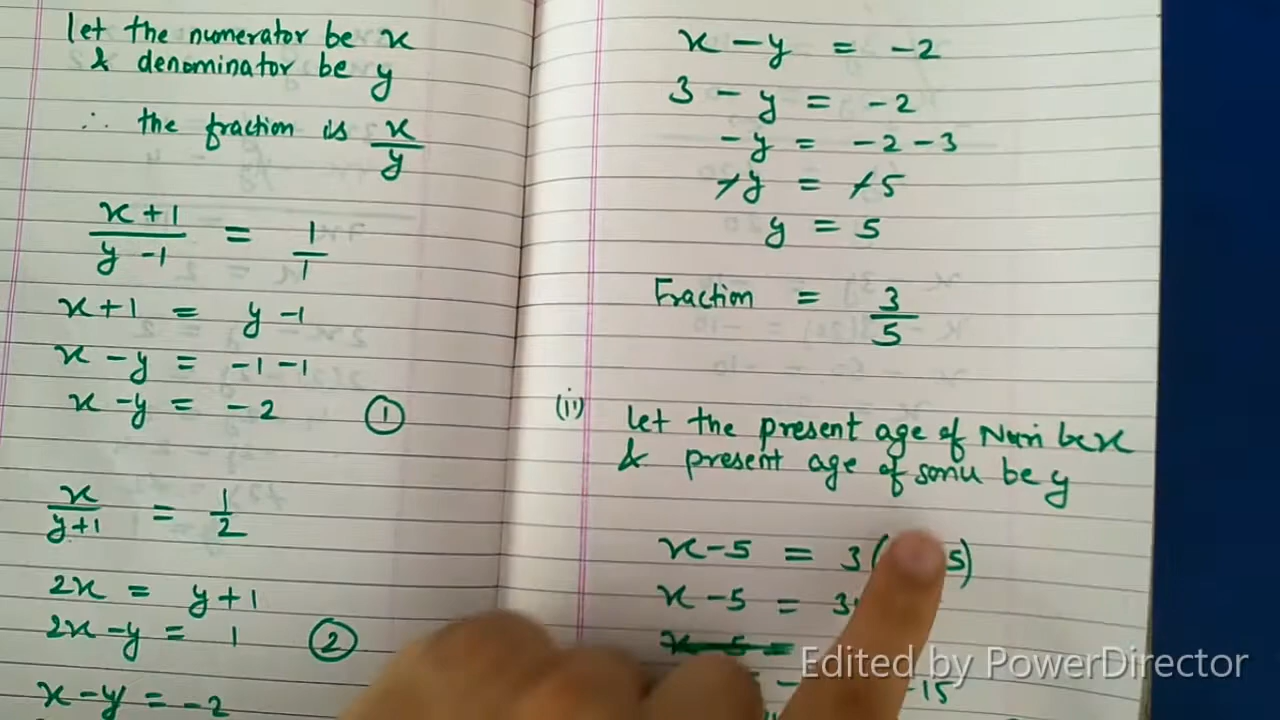 let the numerator be x
& denominator be y
∴ the fraction is x/y
x+1/y-1 = 1/1
x+1 = y-1
x-y = -1-1
x-y = -2 ①
x/y+1 = 1/2
2x = y+1
2x-y = 1 ②
x-y = -2
x-y = -2
3-y = -2
-y = -2-3
-y = -5
y = 5
Fraction = 3/5
(ii) Let the present age of Nuri be x
& present age of sonu be y
x-5 = 3( 5)
x-5 = 3
x-5 =
-15
Edited by PowerDirector